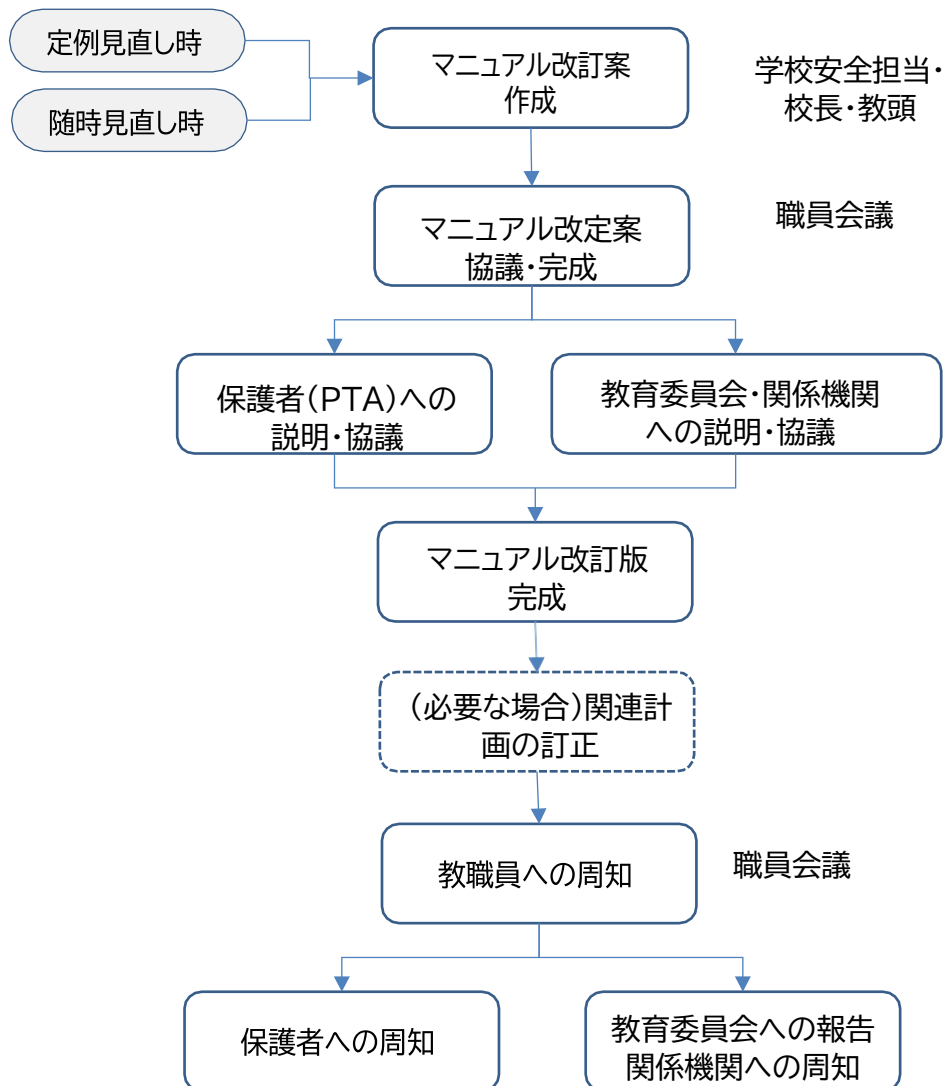 定例見直し時
随時見直し時
マニュアル改訂案
作成
学校安全担当・
校長・教頭
マニュアル改定案
協議・完成
職員会議
保護者(PTA)への
説明・協議
教育委員会・関係機関
への説明・協議
マニュアル改訂版
完成
(必要な場合)関連計
画の訂正
教職員への周知
職員会議
保護者への周知
教育委員会への報告
関係機関への周知